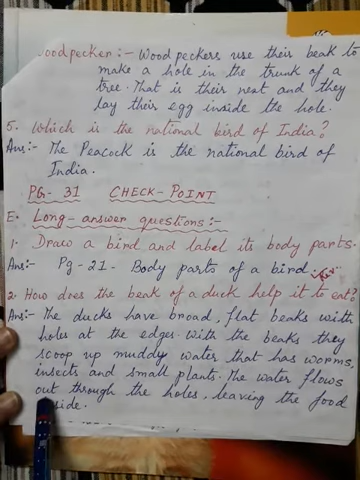 oodpecker:- Woodpeckers use their beak to
make a hole in the trunk of a
tree. That is their nest and they
lay their egg inside the hole.
5. Which is the national bird of India?
Ans:- The Peacock is the national bird of
India.
PG- 31 CHECK-POINT
E. Long-answer questions:-
1. Draw a bird and label its body parts.
Ans:- Pg-21- Body parts of a bird.
2. How does the beak of a duck help it to eat?
Ans:- The ducks have broad, flat beaks with
holes at the edges. With the beaks they
scoop up muddy water that has worms,
insects and small plants. The water flows
out through the holes, leaving the food
side.